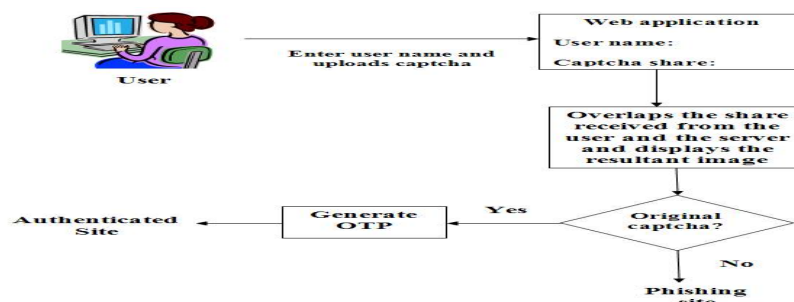 Web application
User name:
Captcha share:
Enter user name and
uploads captcha
User
Overlaps the share
received from the
user and the server
and displays the
resultant image
Original
captcha?
Yes
Generate
OTP
Authenticated
Site
No
Phishing
site